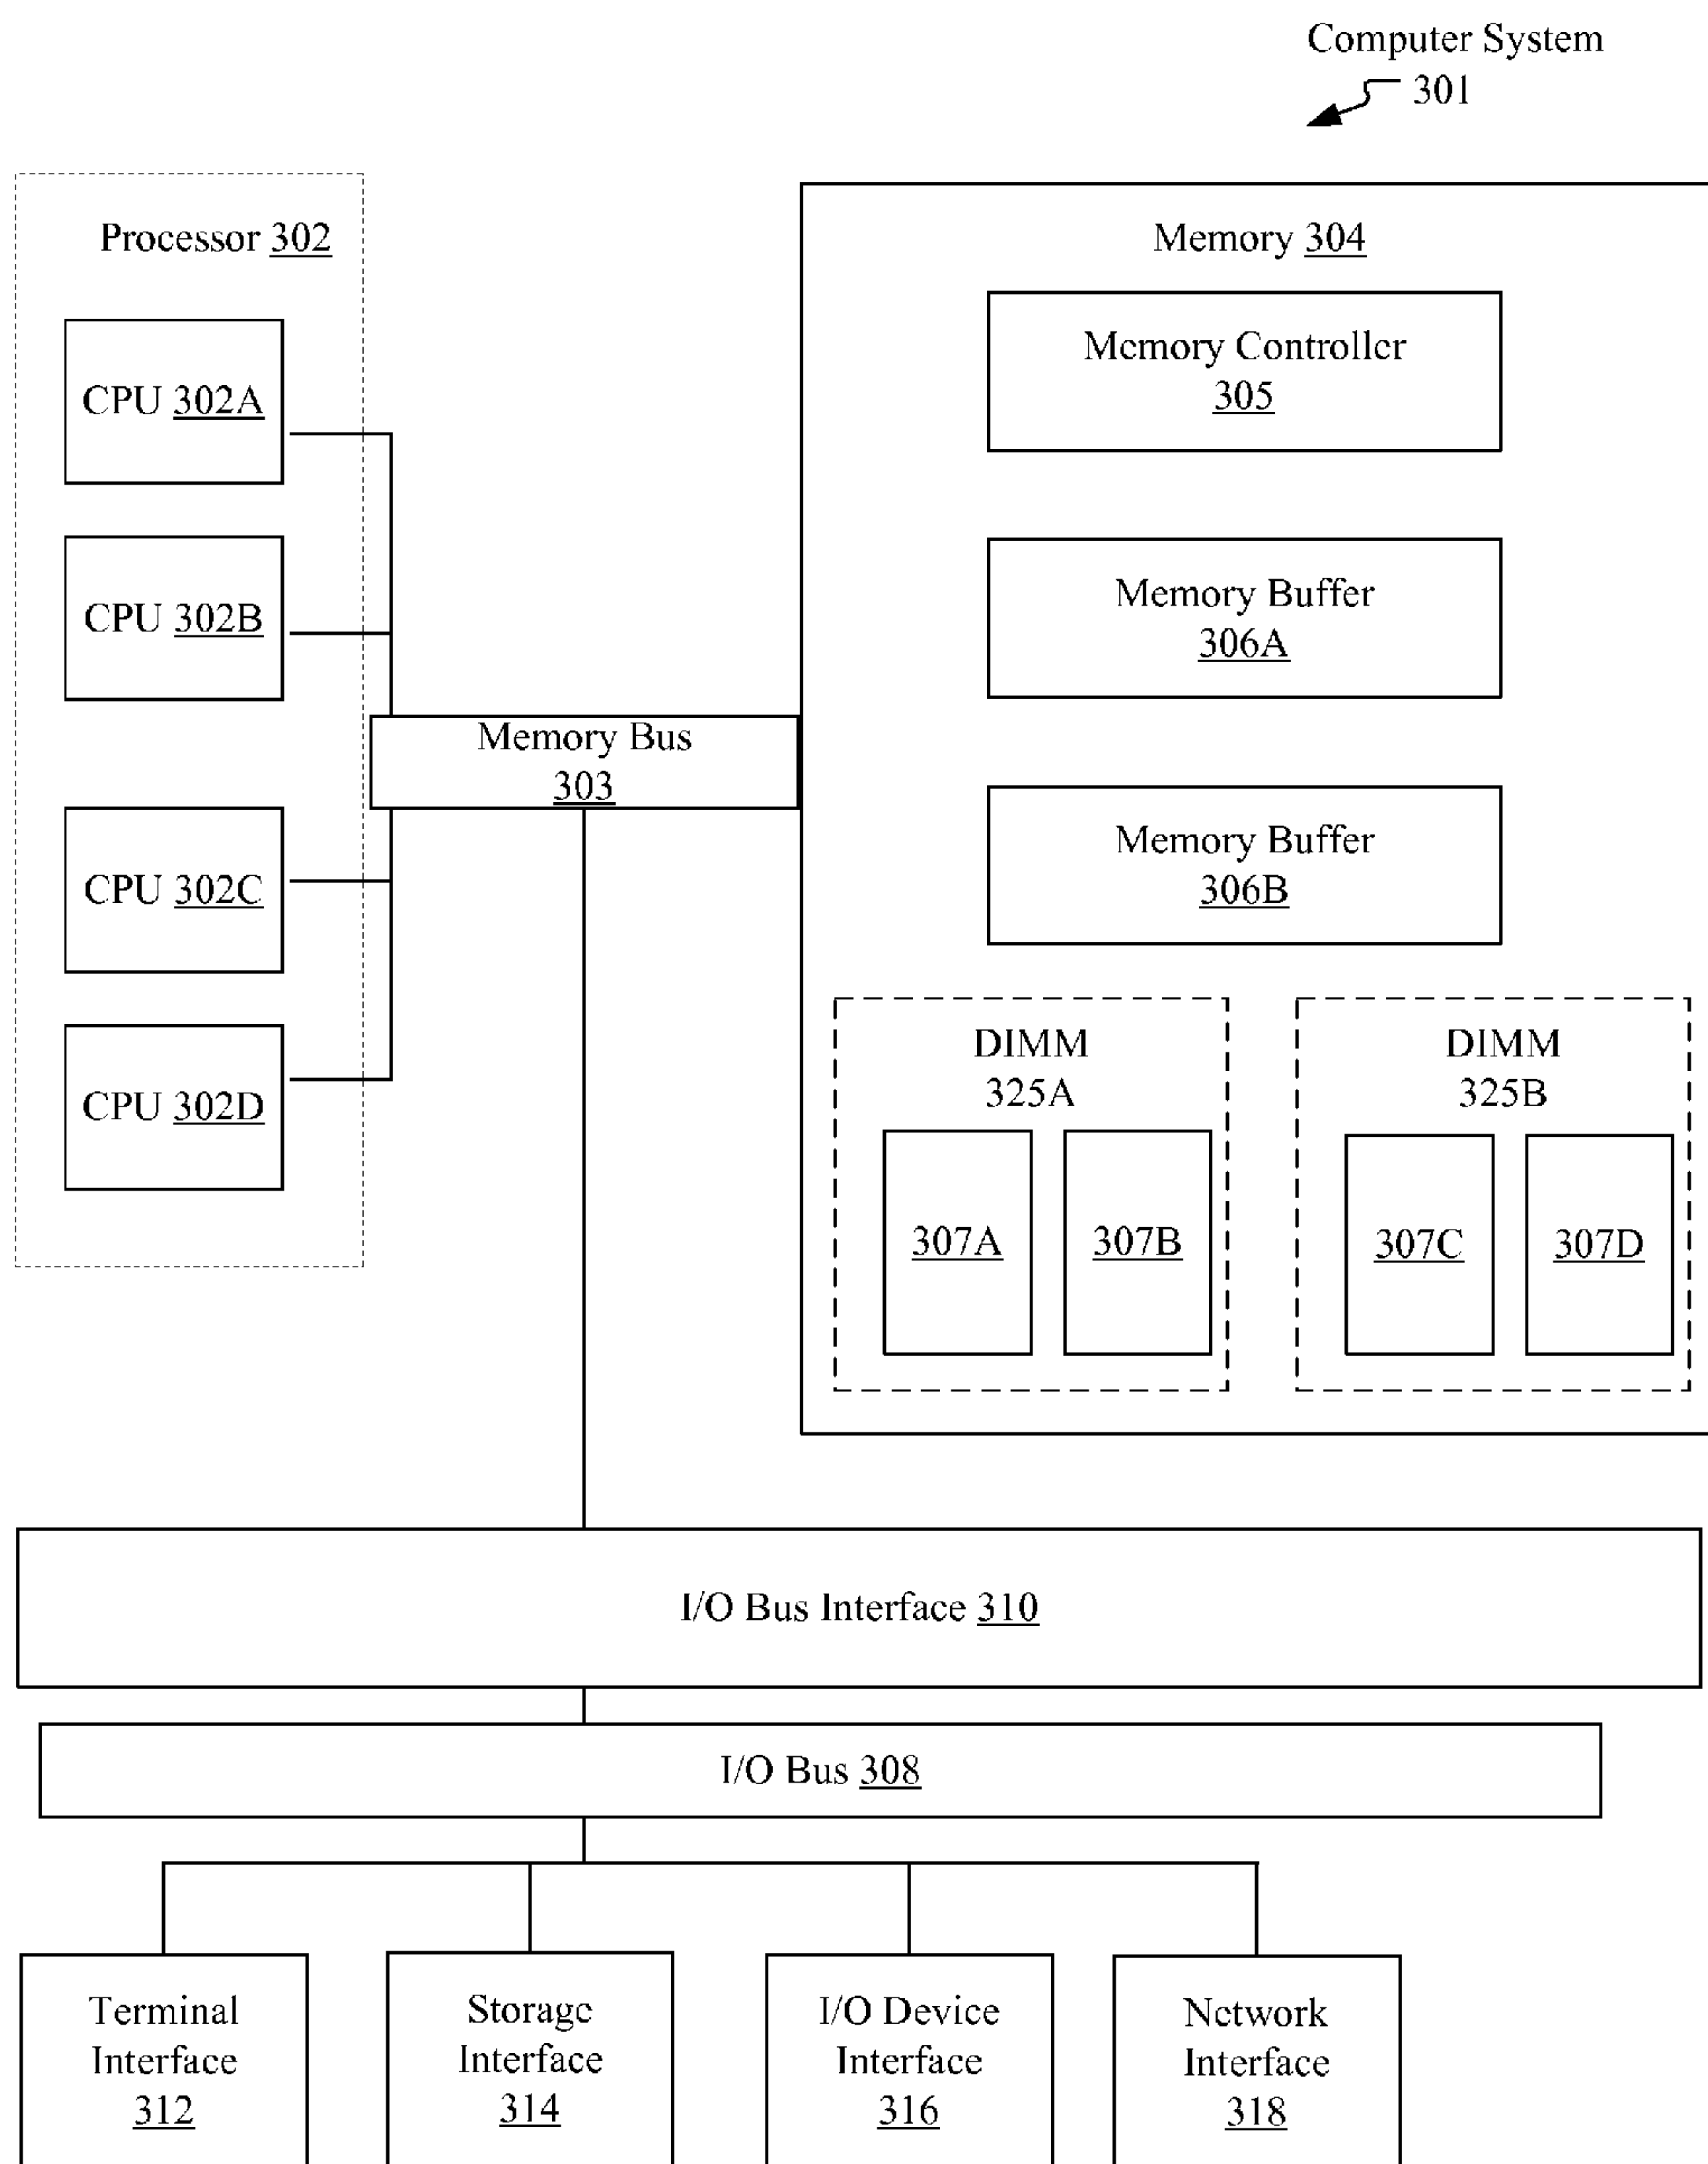 Computer System
301
Processor 302
CPU 302A
CPU 302B
CPU 302C
CPU 302D
Memory Bus
303
Memory 304
Memory Controller
305
Memory Buffer
306A
Memory Buffer
306B
DIMM
325A
307A
307B
DIMM
325B
307C
307D
I/O Bus Interface 310
I/O Bus 308
Terminal
Interface
312
Storage
Interface
314
I/O Device
Interface
316
Network
Interface
318